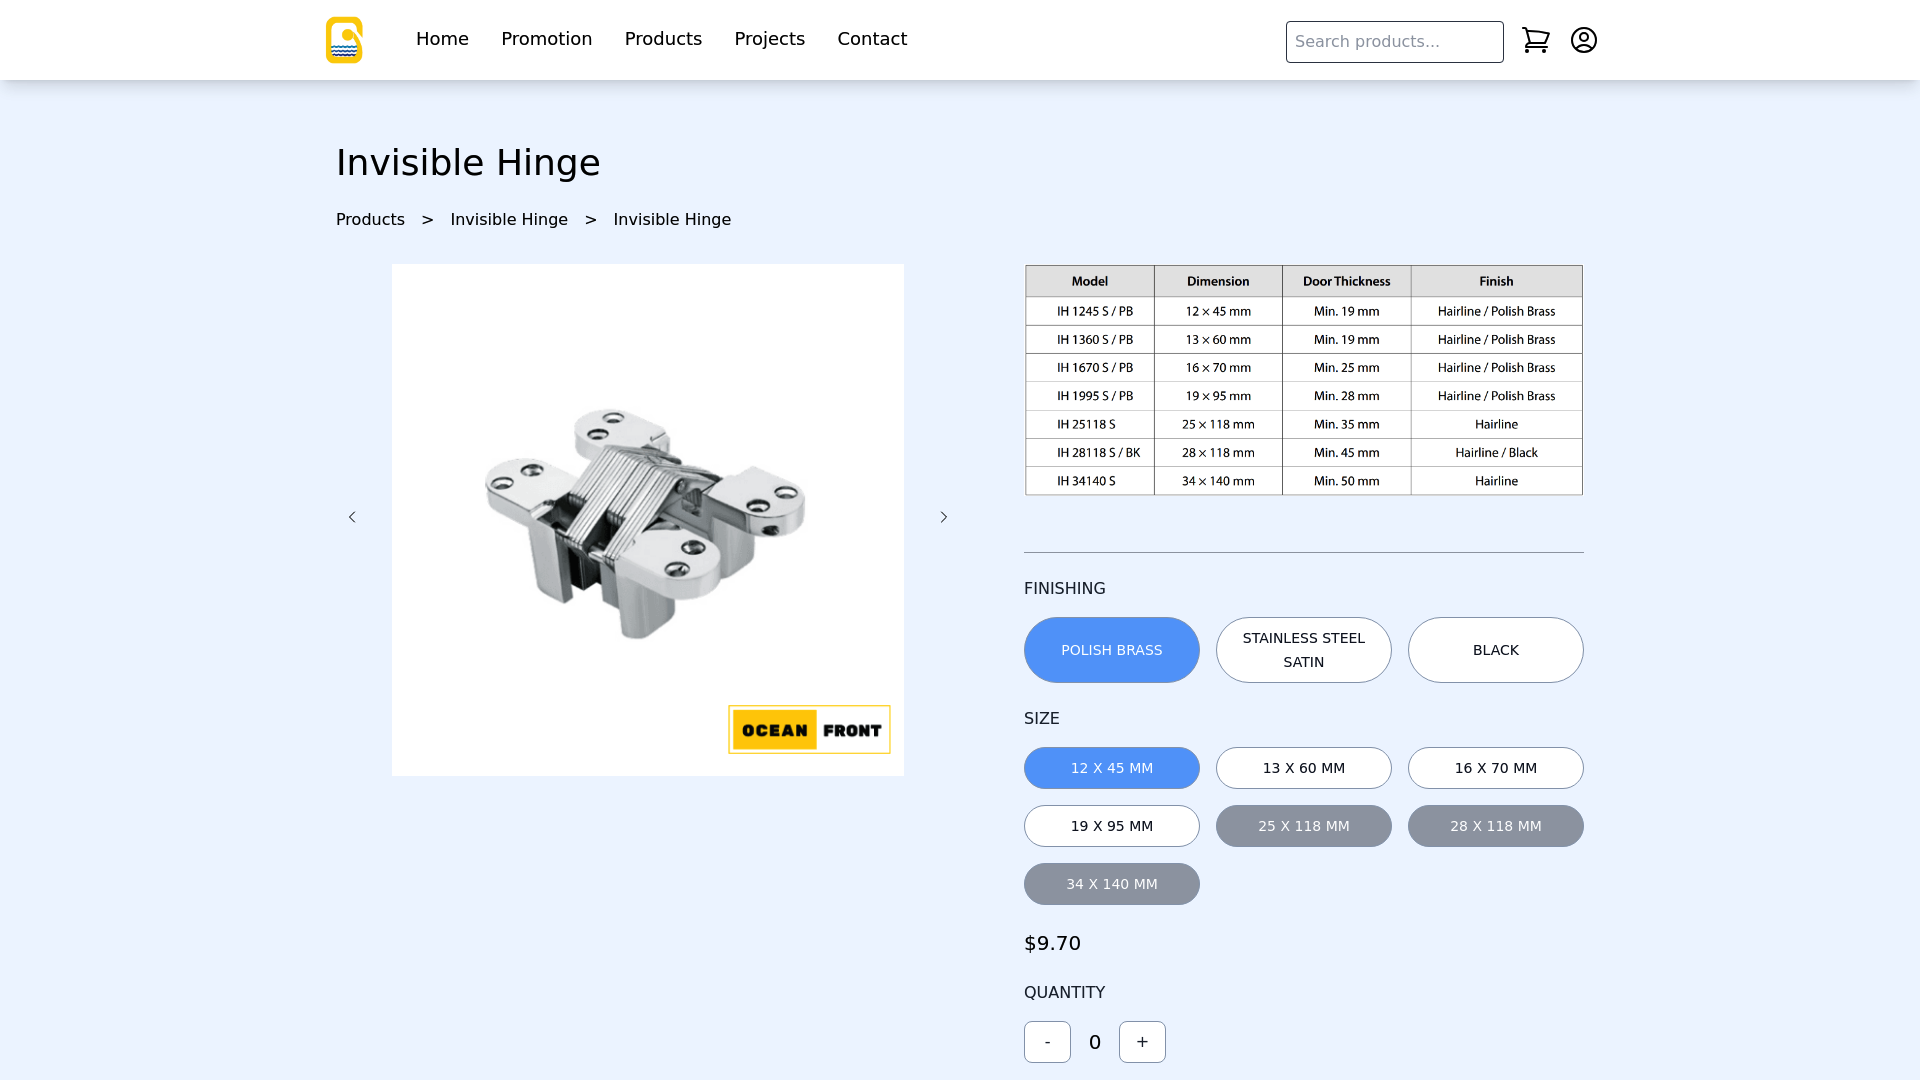 Home Promotion Products Projects Contact Search products...
Invisible Hinge
Products > Invisible Hinge > Invisible Hinge
OCEAN FRONT
Model Dimension Door Thickness Finish
IH 1245 S / PB 12 × 45 mm Min. 19 mm Hairline / Polish Brass
IH 1360 S / PB 13 × 60 mm Min. 19 mm Hairline / Polish Brass
IH 1670 S / PB 16 × 70 mm Min. 25 mm Hairline / Polish Brass
IH 1995 S / PB 19 × 95 mm Min. 28 mm Hairline / Polish Brass
IH 25118 S 25 × 118 mm Min. 35 mm Hairline
IH 28118 S / BK 28 × 118 mm Min. 45 mm Hairline / Black
IH 34140 S 34 × 140 mm Min. 50 mm Hairline
FINISHING
POLISH BRASS
STAINLESS STEEL
SATIN
BLACK
SIZE
12 X 45 MM 13 X 60 MM 16 X 70 MM
19 X 95 MM 25 X 118 MM 28 X 118 MM
34 X 140 MM
$9.70
QUANTITY
- 0 +